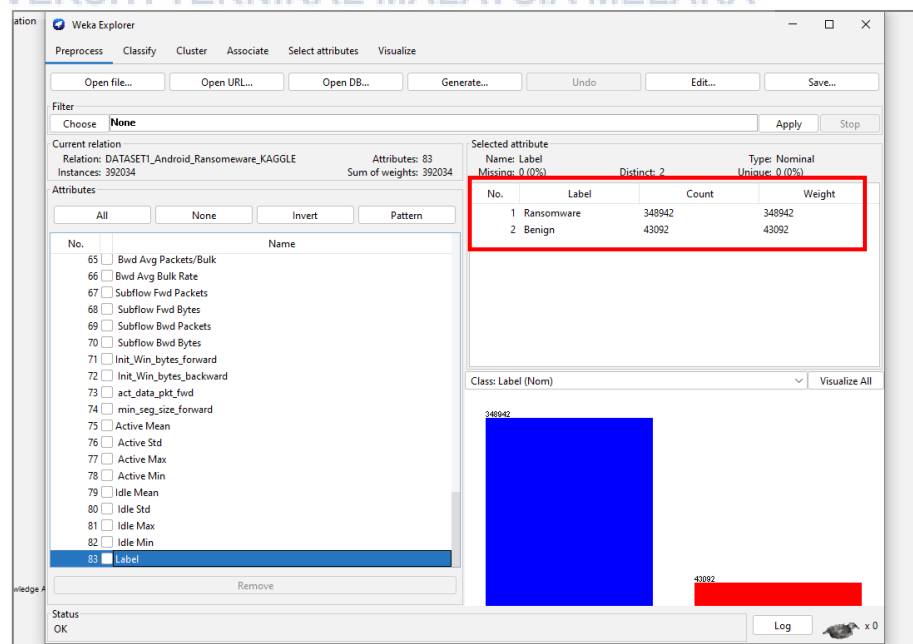 ation
Weka Explorer
Preprocess Classify Cluster Associate Select attributes Visualize
Open file... Open URL... Open DB... Generate... Undo Edit... Save...
Filter
Choose None Apply Stop
Current relation
Relation: DATASET1_Android_Ransomeware_KAGGLE Attributes: 83
Instances: 392034 Sum of weights: 392034
Attributes
All None Invert Pattern
No. Name
65 Bwd Avg Packets/Bulk
66 Bwd Avg Bulk Rate
67 Subflow Fwd Packets
68 Subflow Fwd Bytes
69 Subflow Bwd Packets
70 Subflow Bwd Bytes
71 Init_Win_bytes_forward
72 Init_Win_bytes_backward
73 act_data_pkt_fwd
74 min_seg_size_forward
75 Active Mean
76 Active Std
77 Active Max
78 Active Min
79 Idle Mean
80 Idle Std
81 Idle Max
82 Idle Min
83 Label
Remove
Selected attribute
Name: Label Type: Nominal
Missing: 0 (0%) Distinct: 2 Unique: 0 (0%)
No. Label Count Weight
1 Ransomware 348942 348942
2 Benign 43092 43092
Class: Label (Nom) Visualize All
348942
43092
wledge A
Status
OK
Log x 0